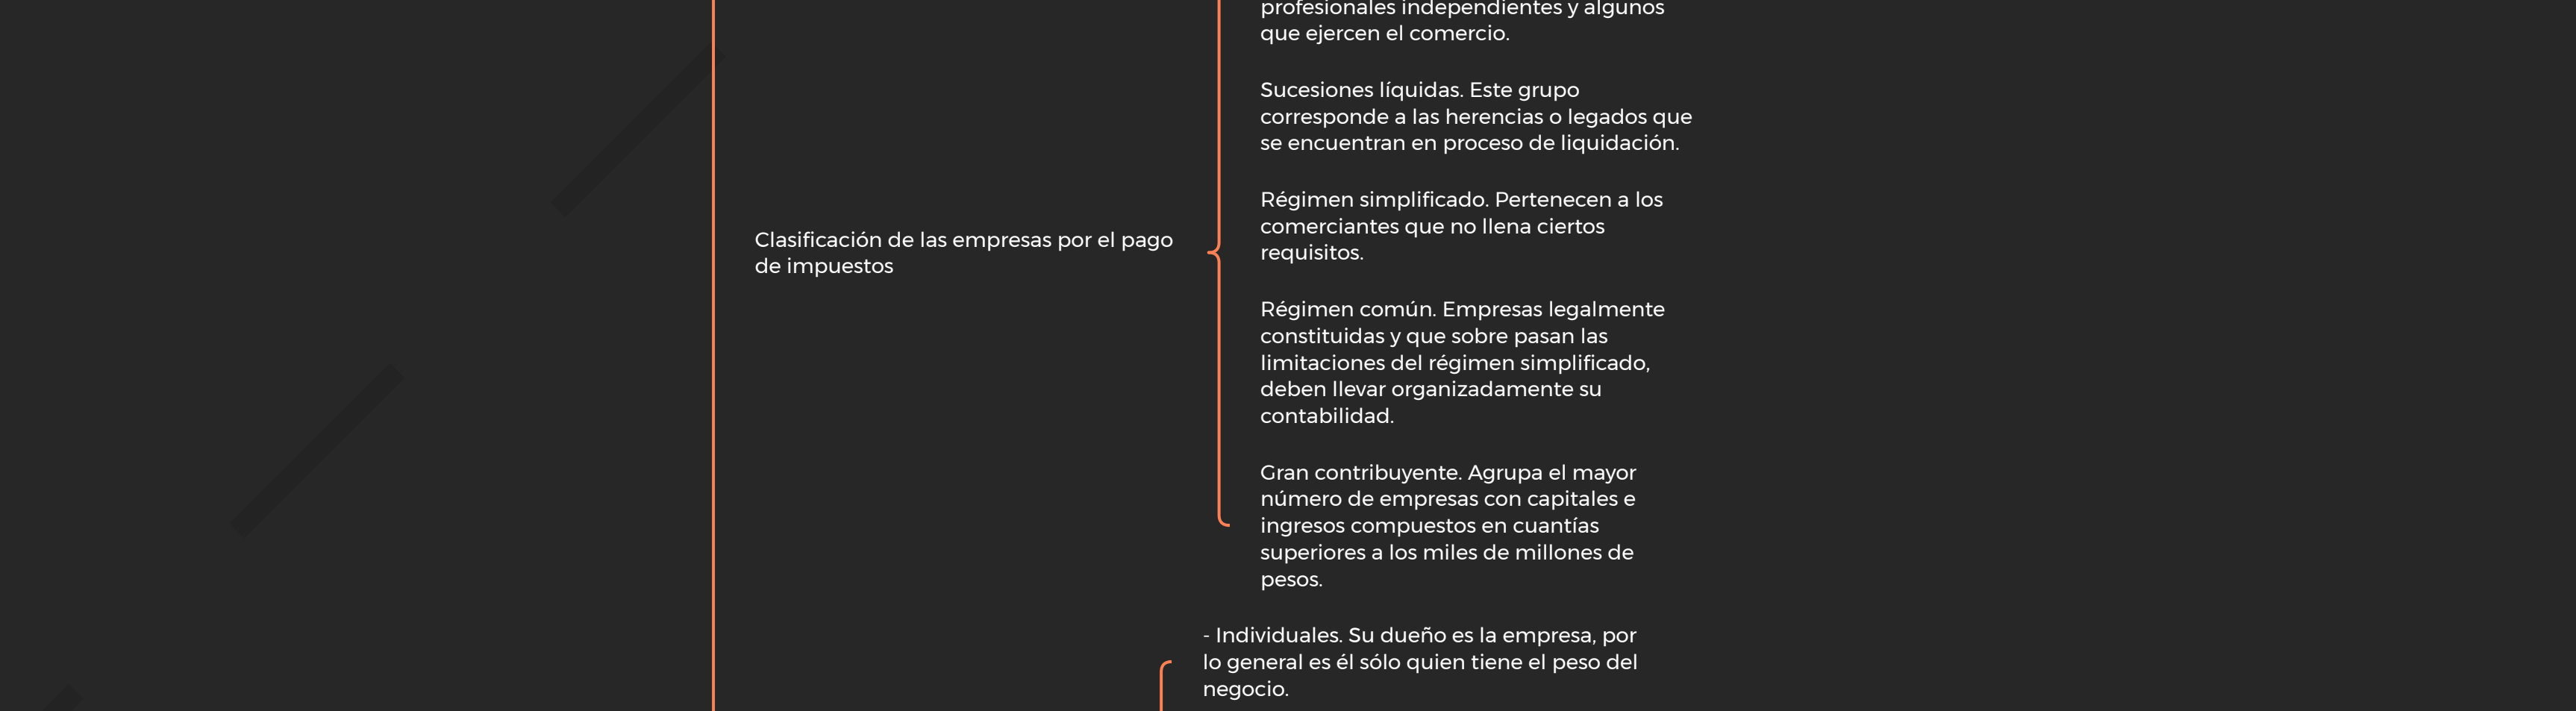 profesionales independientes y algunos
que ejercen el comercio.
Sucesiones líquidas. Este grupo
corresponde a las herencias o legados que
se encuentran en proceso de liquidación.
Régimen simplificado. Pertenecen a los
comerciantes que no llena ciertos
requisitos.
Clasificación de las empresas por el pago
de impuestos
Régimen común. Empresas legalmente
constituidas y que sobre pasan las
limitaciones del régimen simplificado,
deben llevar organizadamente su
contabilidad.
Gran contribuyente. Agrupa el mayor
número de empresas con capitales e
ingresos compuestos en cuantías
superiores a los miles de millones de
pesos.
- Individuales. Su dueño es la empresa, por
lo general es él sólo quien tiene el peso del
negocio.